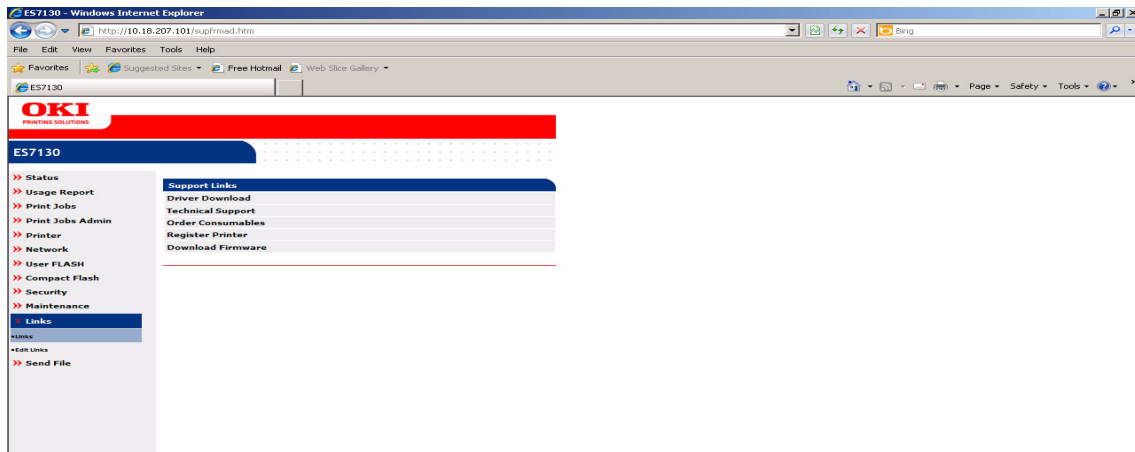 ES7130 - Windows Internet Explorer
http://10.18.207.101/supfrmad.htm
Bing
File Edit View Favorites Tools Help
Favorites Suggested Sites Free Hotmail Web Slice Gallery
ES7130
Page Safety Tools
OKI
PRINTING SOLUTIONS
ES7130
Status
Usage Report
Print Jobs
Print Jobs Admin
Printer
Network
User FLASH
Compact Flash
Security
Maintenance
Links
Links
Edit Links
Send File
Support Links
Driver Download
Technical Support
Order Consumables
Register Printer
Download Firmware